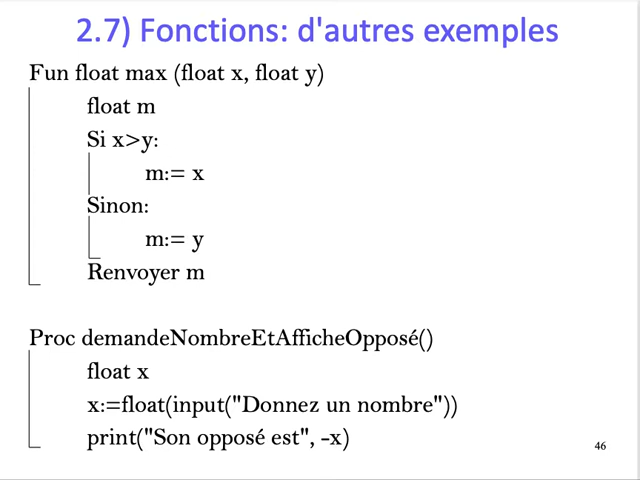 2.7) Fonctions: d'autres exemples
Fun float max (float x, float y)
float m
Si x>y:
m:= x
Sinon:
m:= y
Renvoyer m
Proc demandeNombreEtAfficheOpposé()
float x
x:=float(input("Donnez un nombre"))
print("Son opposé est", -x)
46